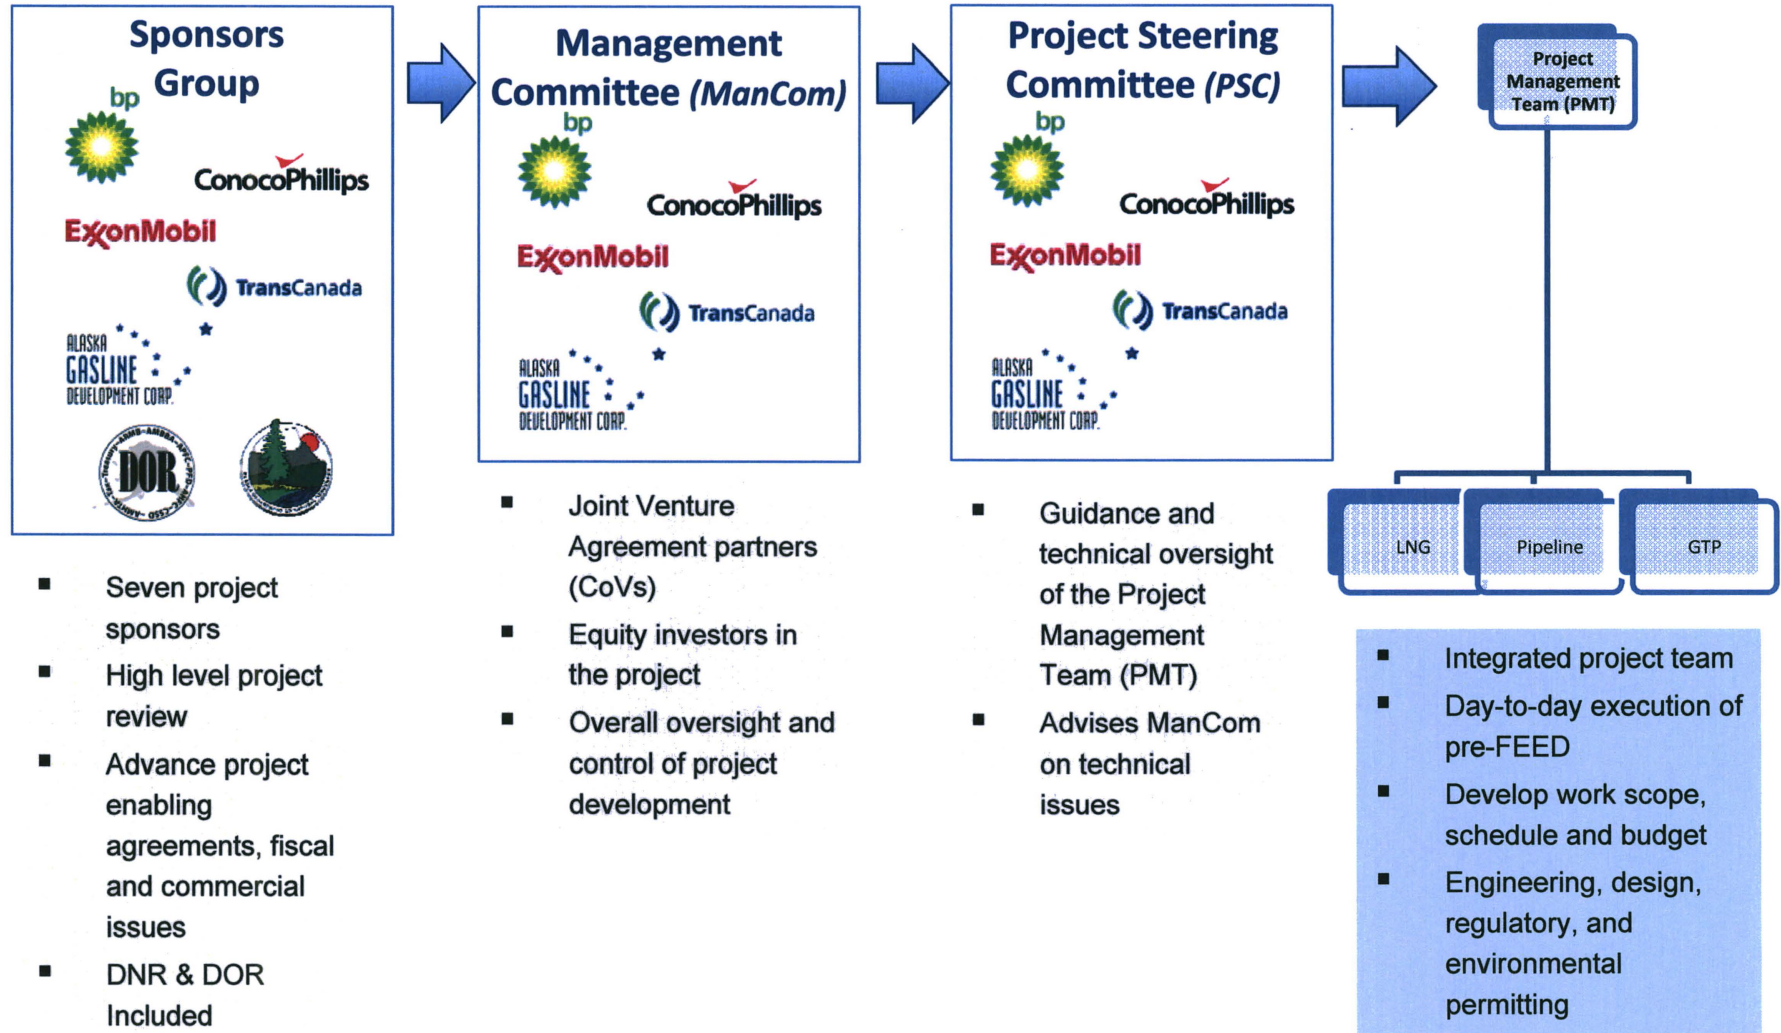 Sponsors
Group
bp
ConocoPhillips
ExxonMobil
TransCanada
ALASKA
GASLINE
DEVELOPMENT CORP.
DOR
Seven project
sponsors
High level project
review
Advance project
enabling
agreements, fiscal
and commercial
issues
DNR & DOR
Included
Management
Committee (ManCom)
bp
ConocoPhillips
ExxonMobil
TransCanada
ALASKA
GASLINE
DEVELOPMENT CORP.
Joint Venture
Agreement partners
(CoVs)
Equity investors in
the project
Overall oversight and
control of project
development
Project Steering
Committee (PSC)
bp
ConocoPhillips
ExxonMobil
TransCanada
ALASKA
GASLINE
DEVELOPMENT CORP.
Guidance and
technical oversight
of the Project
Management
Team (PMT)
Advises ManCom
on technical
issues
Project
Management
Team (PMT)
LNG
Pipeline
GTP
Integrated project team
Day-to-day execution of
pre-FEED
Develop work scope,
schedule and budget
Engineering, design,
regulatory, and
environmental
permitting